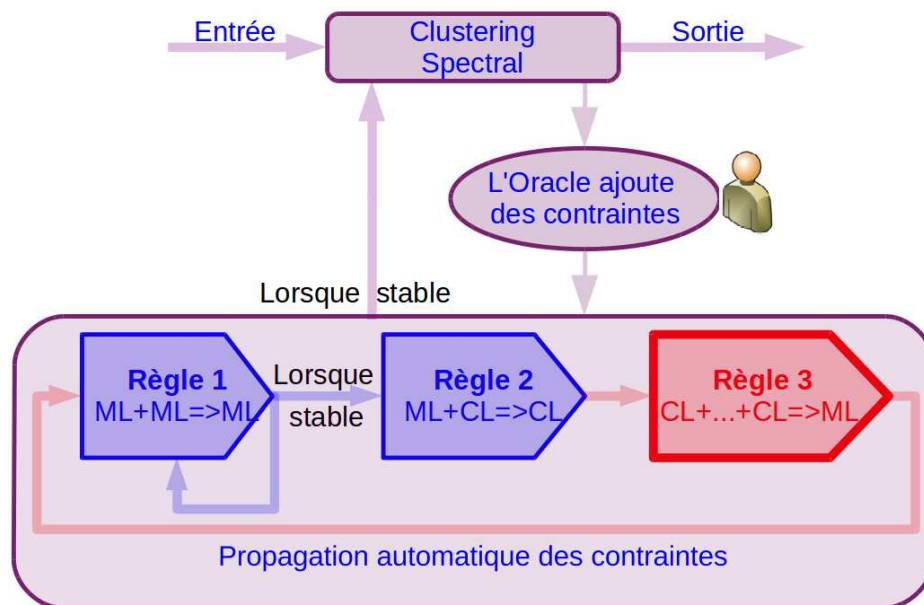 Entrée
Clustering
Spectral
Sortie
L'Oracle ajoute
des contraintes
Lorsque stable
Règle 1
ML+ML=>ML
Lorsque
stable
Règle 2
ML+CL=>CL
Règle 3
CL+...+CL=>ML
Propagation automatique des contraintes